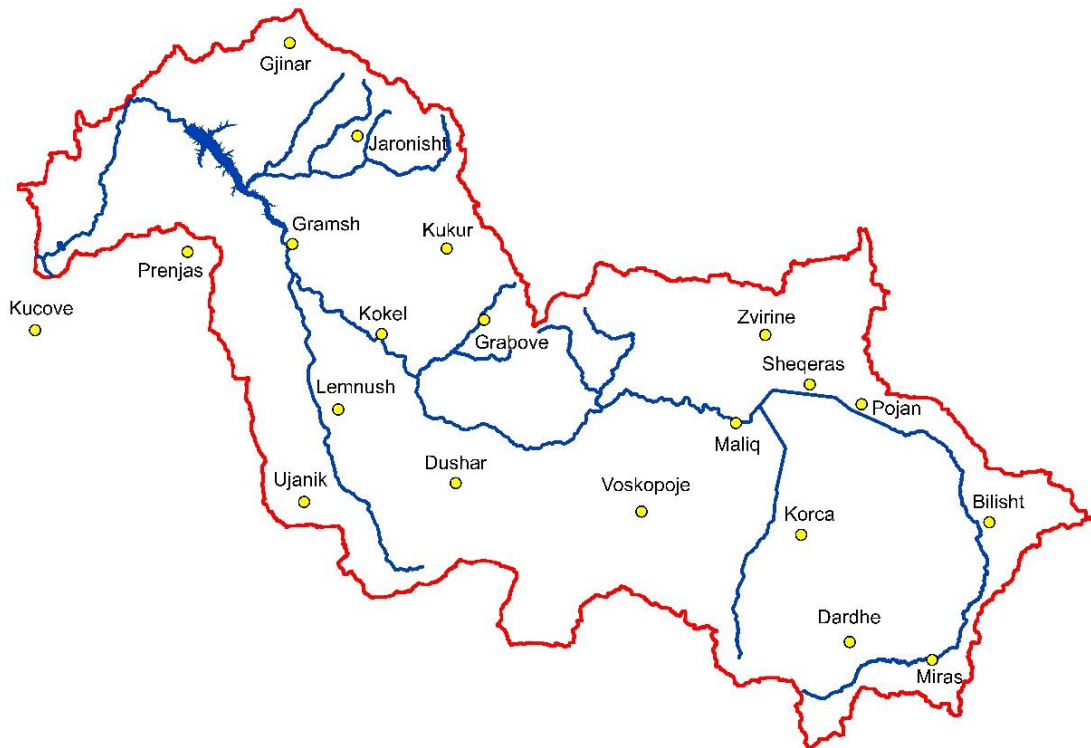 Gjinar
Jaronisht
Gramsh
Kukur
Prenjas
Kucove
Kokel
Grabove
Zvirine
Sheqeras
Lemnush
Pojan
Maliq
Dushar
Ujanik
Voskopoje
Korca
Bilisht
Dardhe
Miras